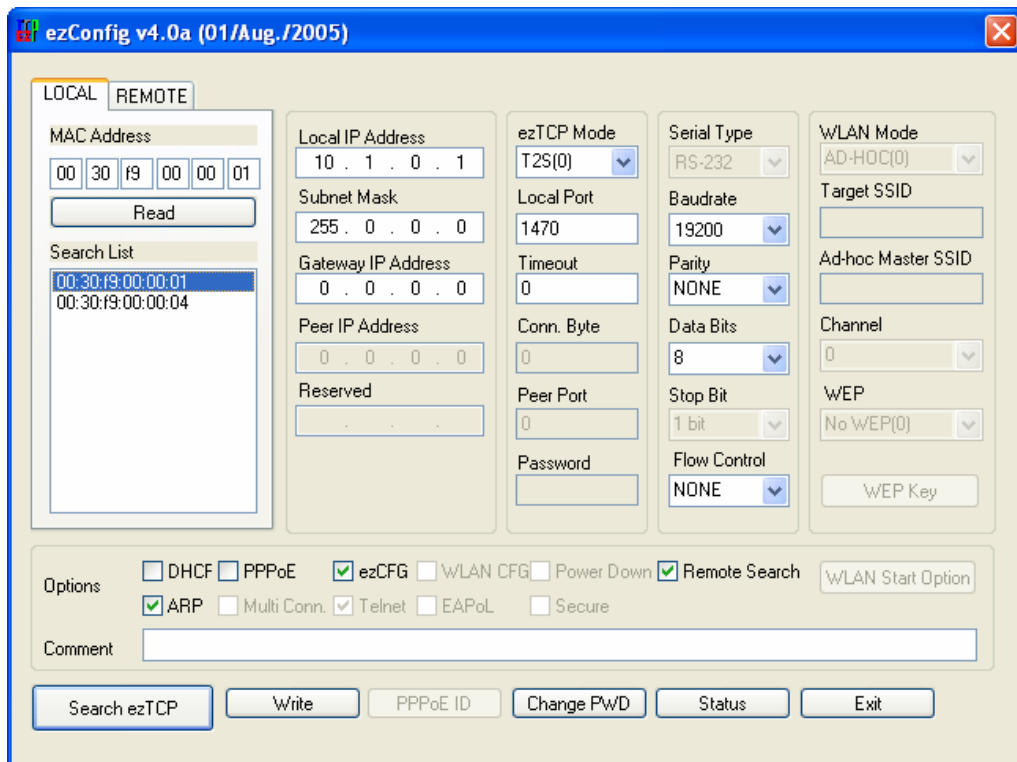 ezConfig v4.0a (01/Aug./2005)
LOCAL REMOTE
MAC Address
00 30 f9 00 00 01
Read
Search List
00:30:f9:00:00:01
00:30:f9:00:00:04
Local IP Address
10 . 1 . 0 . 1
Subnet Mask
255 . 0 . 0 . 0
Gateway IP Address
0 . 0 . 0 . 0
Peer IP Address
0 . 0 . 0 . 0
Reserved
. . .
ezTCP Mode
T2S(0)
Local Port
1470
Timeout
0
Conn. Byte
0
Peer Port
0
Password
Serial Type
RS-232
Baudrate
19200
Parity
NONE
Data Bits
8
Stop Bit
1 bit
Flow Control
NONE
WLAN Mode
AD-HOC(0)
Target SSID
Ad-hoc Master SSID
Channel
0
WEP
No WEP(0)
WEP Key
Options
DHCP PPPoE ezCFG WLAN CFG Power Down Remote Search
ARP Multi Conn. Telnet EAPoL Secure
WLAN Start Option
Comment
Search ezTCP Write PPPoE ID Change PWD Status Exit